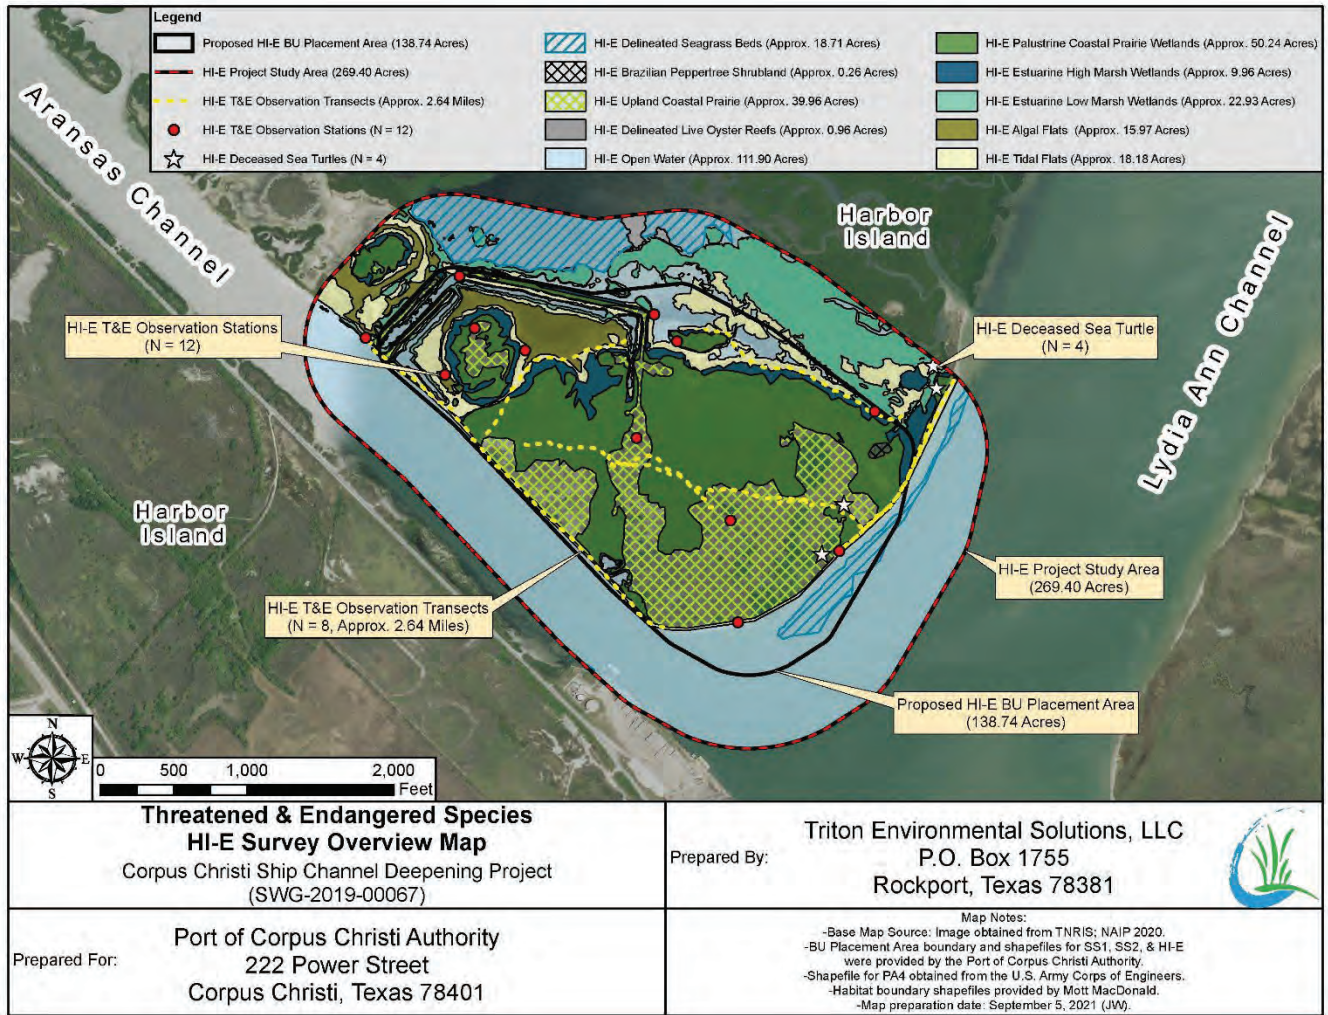 Legend
Proposed HI-E BU Placement Area (138.74 Acres)
HI-E Project Study Area (269.40 Acres)
HI-E T&E Observation Transects (Approx. 2.64 Miles)
HI-E T&E Observation Stations (N = 12)
HI-E Deceased Sea Turtles (N = 4)
HI-E Delineated Seagrass Beds (Approx. 18.71 Acres)
HI-E Brazilian Peppertree Shrubland (Approx. 0.26 Acres)
HI-E Upland Coastal Prairie (Approx. 39.96 Acres)
HI-E Delineated Live Oyster Reefs (Approx. 0.96 Acres)
HI-E Open Water (Approx. 111.90 Acres)
HI-E Palustrine Coastal Prairie Wetlands (Approx. 50.24 Acres)
HI-E Estuarine High Marsh Wetlands (Approx. 9.96 Acres)
HI-E Estuarine Low Marsh Wetlands (Approx. 22.93 Acres)
HI-E Algal Flats (Approx. 15.97 Acres)
HI-E Tidal Flats (Approx. 18.18 Acres)
Aransas Channel
Harbor
Island
Lydia Ann Channel
HI-E T&E Observation Stations
(N = 12)
HI-E Deceased Sea Turtle
(N = 4)
Harbor
Island
HI-E Project Study Area
(269.40 Acres)
HI-E T&E Observation Transects
(N = 8, Approx. 2.64 Miles)
Proposed HI-E BU Placement Area
(138.74 Acres)
N
W E
S
0 500 1,000 2,000
Feet
Threatened & Endangered Species
HI-E Survey Overview Map
Corpus Christi Ship Channel Deepening Project
(SWG-2019-00067)
Prepared By:
Triton Environmental Solutions, LLC
P.O. Box 1755
Rockport, Texas 78381
Prepared For:
Port of Corpus Christi Authority
222 Power Street
Corpus Christi, Texas 78401
Map Notes:
-Base Map Source: Image obtained from TNRIS; NAIP 2020.
-BU Placement Area boundary and shapefiles for SS1, SS2, & HI-E
were provided by the Port of Corpus Christi Authority.
-Shapefile for PA4 obtained from the U.S. Army Corps of Engineers.
-Habitat boundary shapefiles provided by Mott MacDonald.
-Map preparation date: September 5, 2021 (JW).